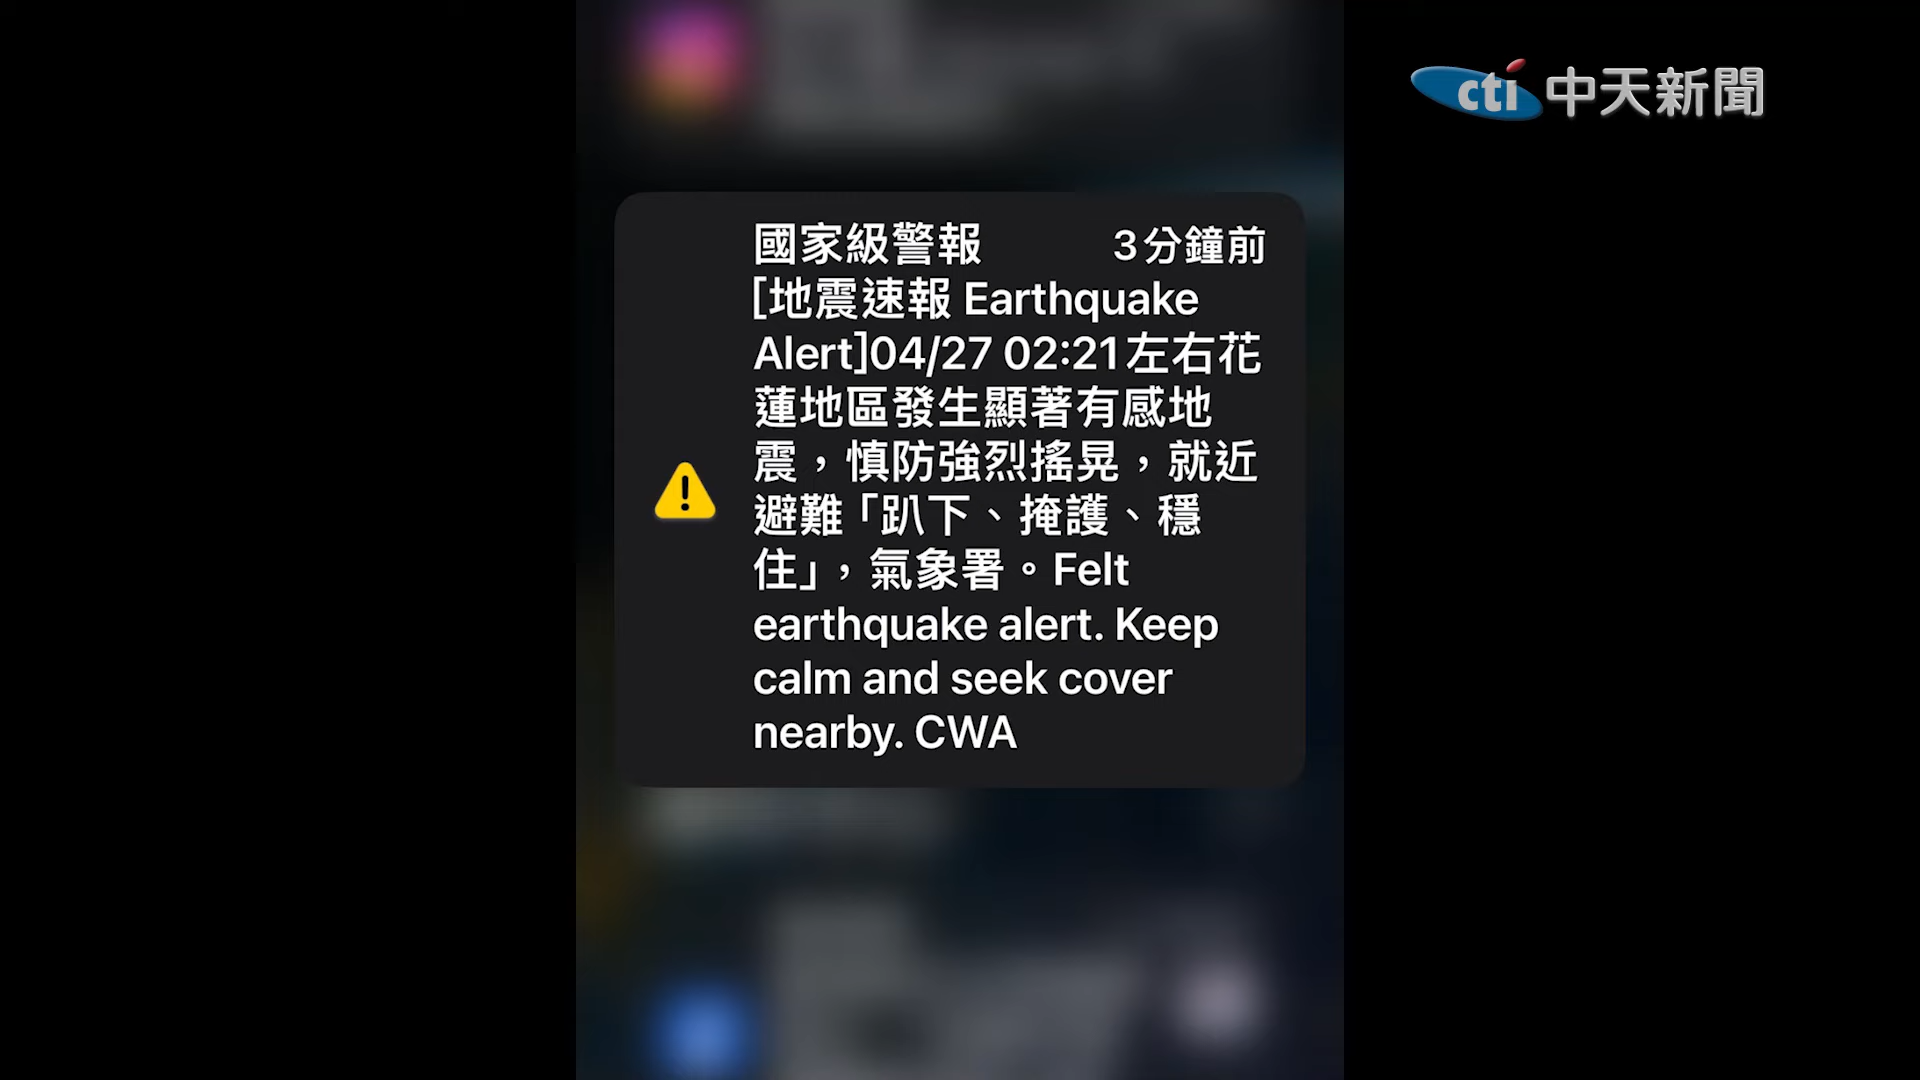 cti 中天新聞
國家級警報 3分鐘前
[地震速報 Earthquake
Alert]04/27 02:21左右花
蓮地區發生顯著有感地
震，慎防強烈搖晃，就近
避難「趴下、掩護、穩
住」，氣象署。Felt
earthquake alert. Keep
calm and seek cover
nearby. CWA